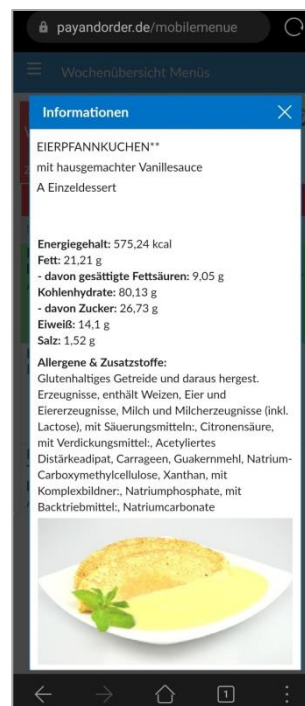 payandorder.de/mobilemenue
Wochenübersicht Menüs
Informationen
EIERPFANNKUCHEN**
mit hausgemachter Vanillesauce
A Einzeldessert
Energiegehalt: 575,24 kcal
Fett: 21,21 g
- davon gesättigte Fettsäuren: 9,05 g
Kohlenhydrate: 80,13 g
- davon Zucker: 26,73 g
Eiweiß: 14,1 g
Salz: 1,52 g
Allergene & Zusatzstoffe:
Glutenhaltiges Getreide und daraus hergest.
Erzeugnisse, enthält Weizen, Eier und
Eiererzeugnisse, Milch und Milcherzeugnisse (inkl.
Lactose), mit Säuerungsmitteln:, Citronensäure,
mit Verdickungsmittel:, Acetyliertes
Distärkeadipat, Carrageen, Guakernmehl, Natrium-
Carboxymethylcellulose, Xanthan, mit
Komplexbildner:, Natriumphosphate, mit
Backtriebmittel:, Natriumcarbonate
1